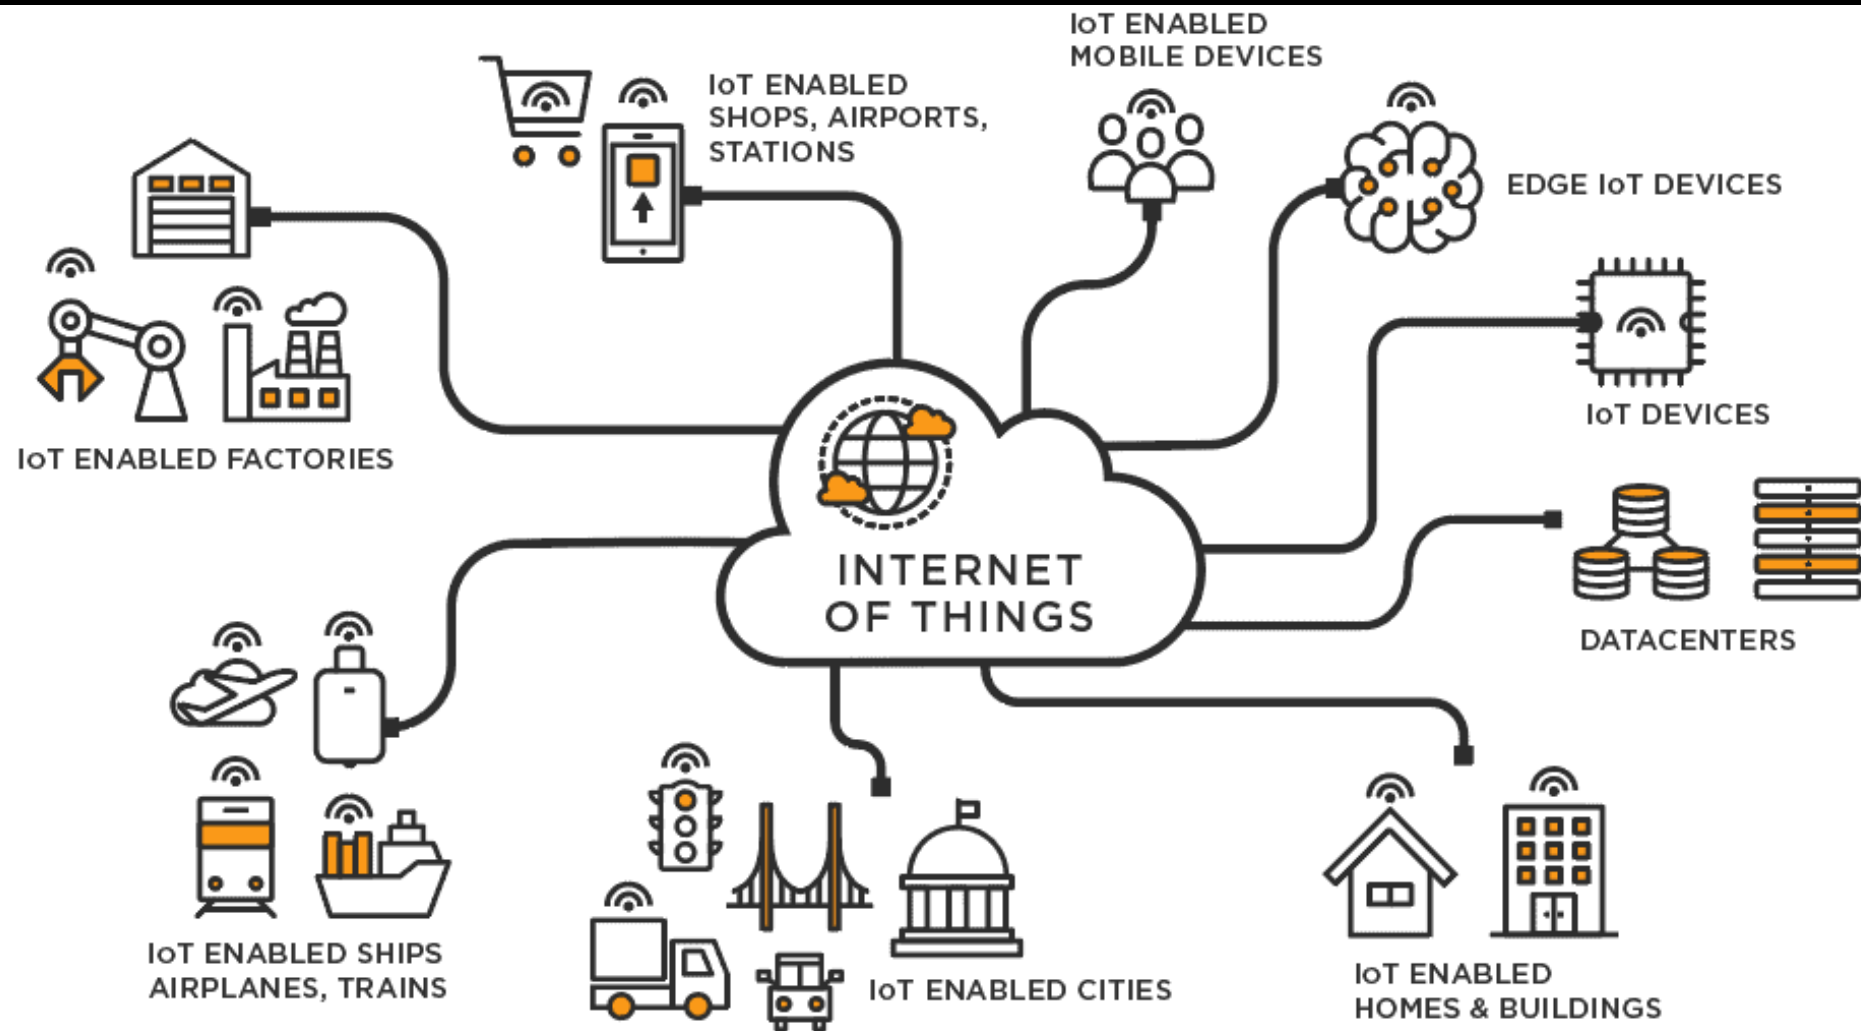 IoT ENABLED
MOBILE DEVICES
IoT ENABLED
SHOPS, AIRPORTS,
STATIONS
EDGE IoT DEVICES
IoT DEVICES
IoT ENABLED FACTORIES
INTERNET
OF THINGS
DATACENTERS
IoT ENABLED SHIPS
AIRPLANES, TRAINS
IoT ENABLED CITIES
IoT ENABLED
HOMES & BUILDINGS